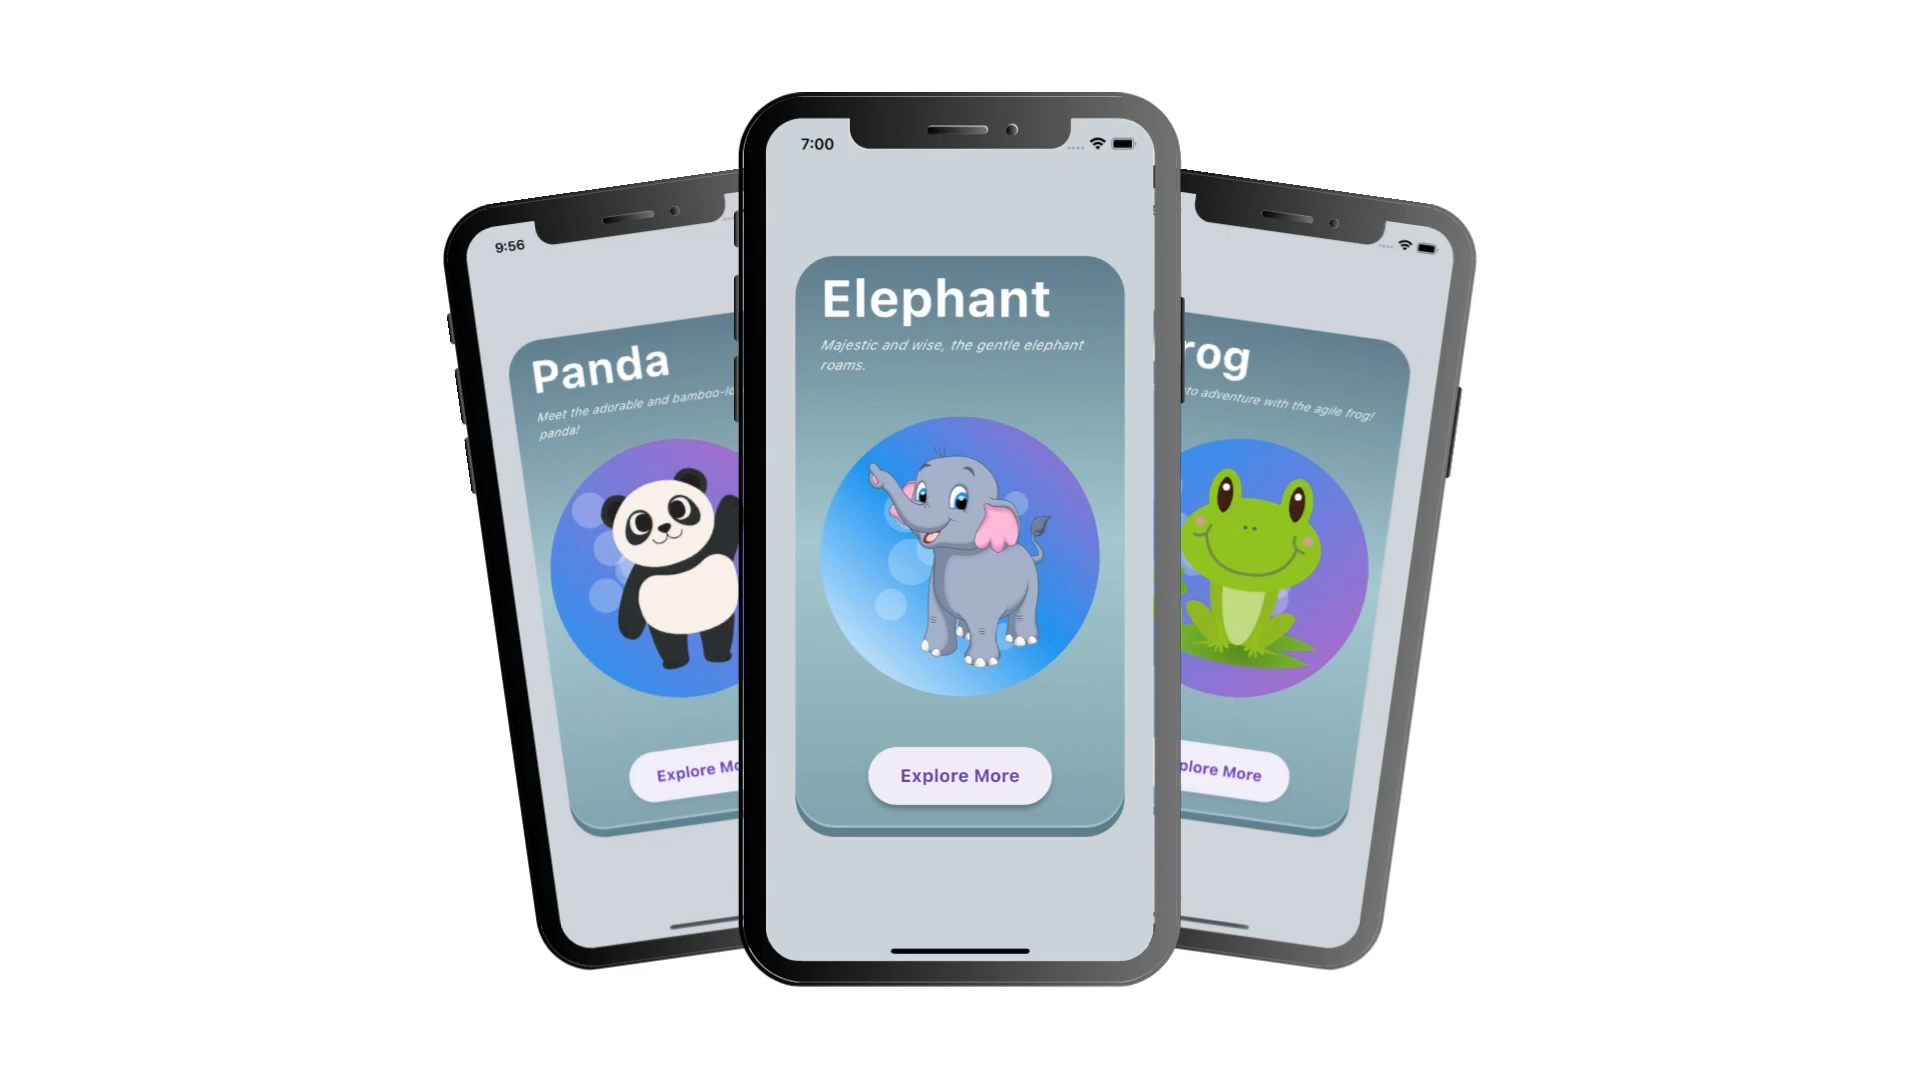 9:56
Panda
Meet the adorable and bamboo-lo
panda!
Explore Mo
7:00
Elephant
Majestic and wise, the gentle elephant
roams.
Explore More
rog
to adventure with the agile frog!
plore More